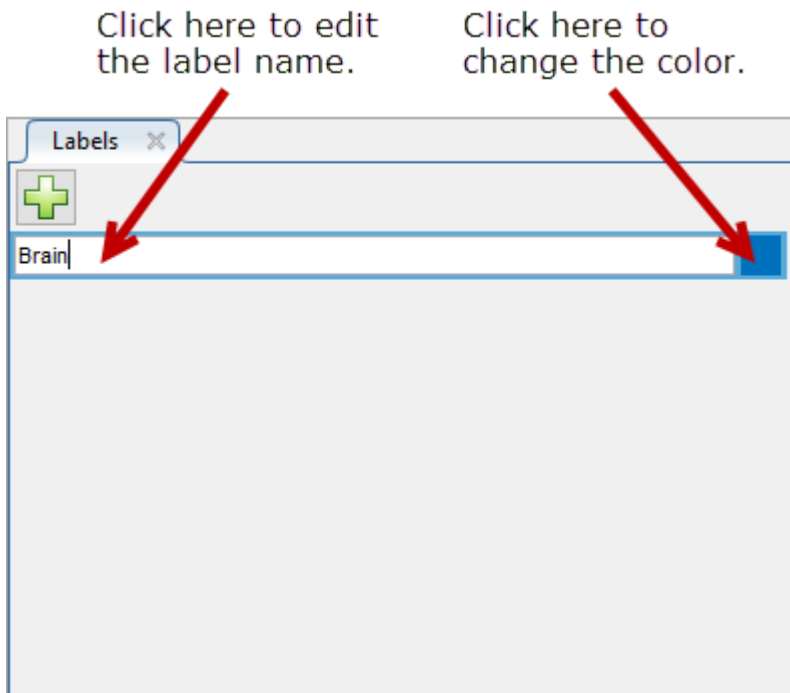 Click here to edit
the label name.
Click here to
change the color.
Labels
Brain